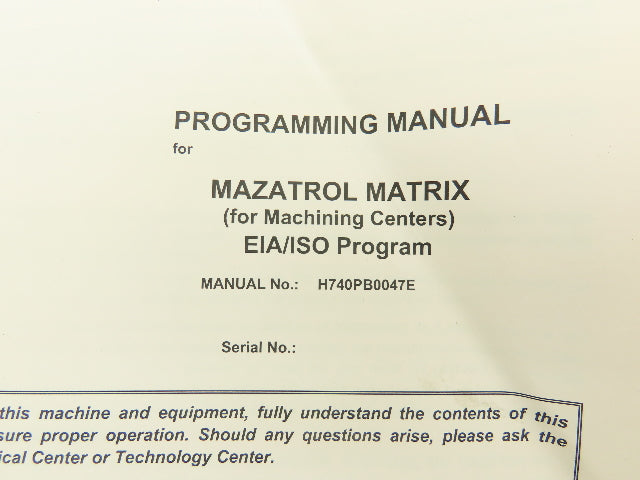 PROGRAMMING MANUAL
for
MAZATROL MATRIX
(for Machining Centers)
EIA/ISO Program
MANUAL No.: H740PB0047E
Serial No.:
this machine and equipment, fully understand the contents of this
sure proper operation. Should any questions arise, please ask the
ical Center or Technology Center.